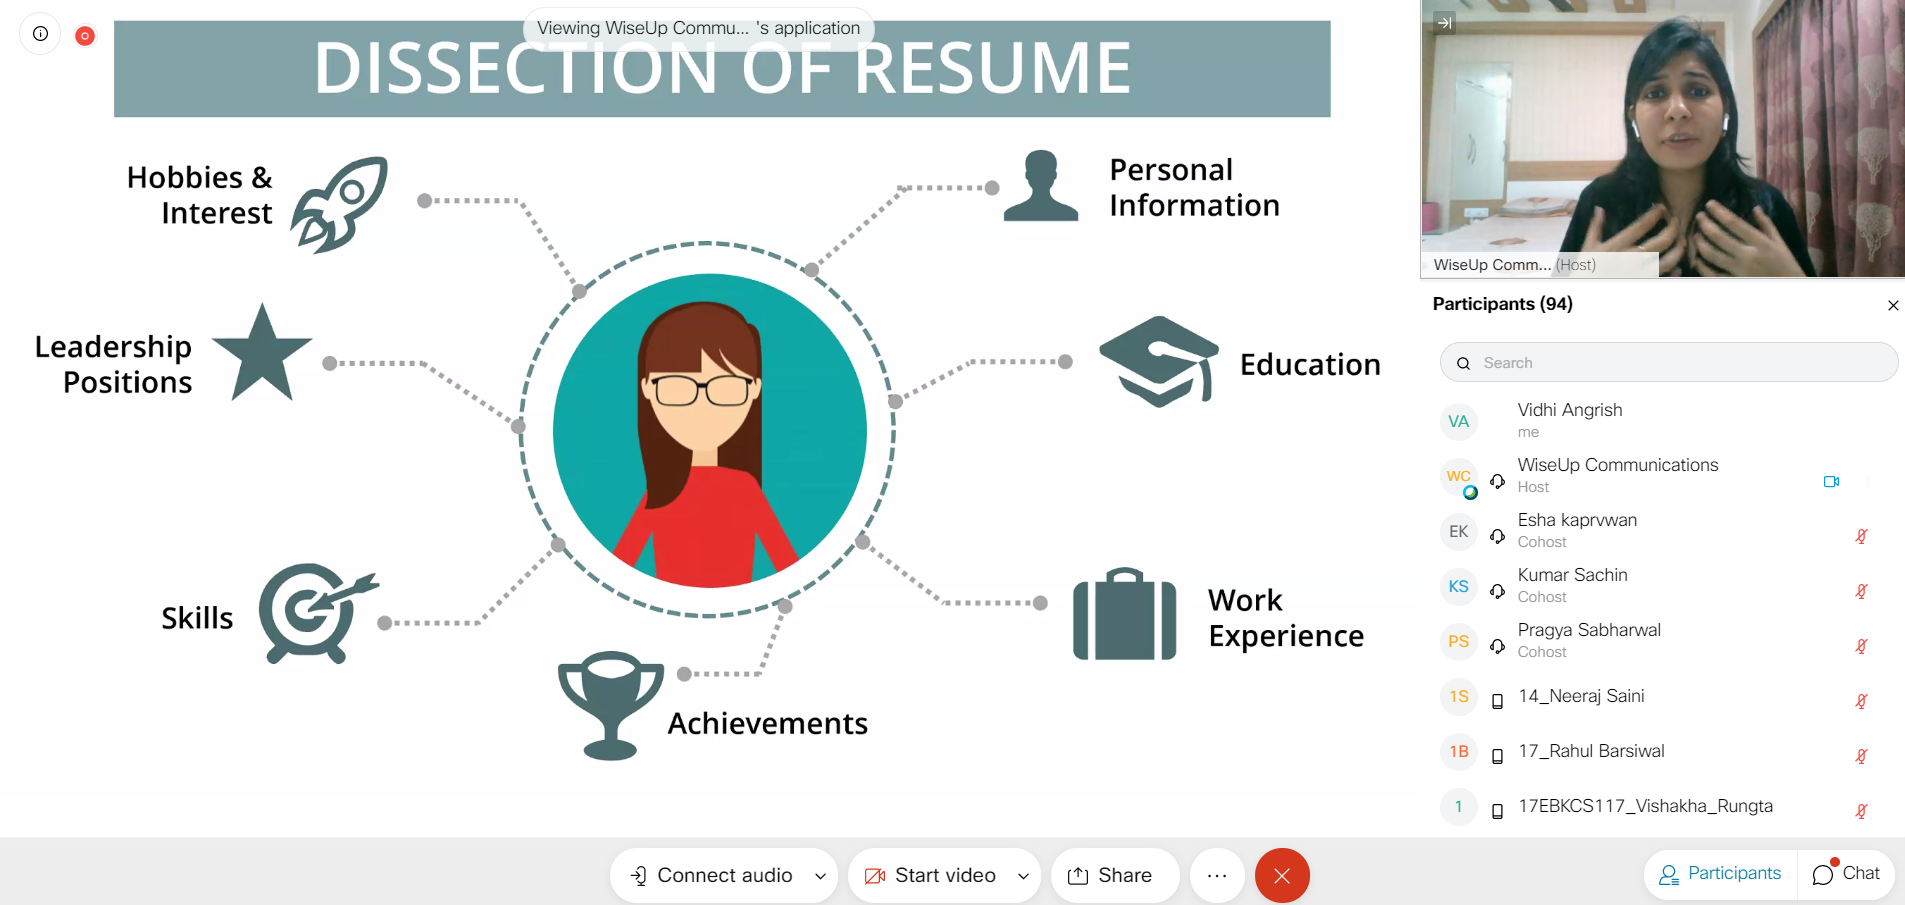 Viewing WiseUp Commu... 's application
DISSECTION OF RESUME
Hobbies &
Interest
Personal
Information
Leadership
Positions
Education
Skills
Work
Experience
Achievements
WiseUp Comm... (Host)
Participants (94)
Search
VA
Vidhi Angrish
me
WC
WiseUp Communications
Host
EK
Esha kaprvwan
Cohost
KS
Kumar Sachin
Cohost
PS
Pragya Sabharwal
Cohost
1S
14_Neeraj Saini
1B
17_Rahul Barsiwal
1
17EBKCS117_Vishakha_Rungta
Connect audio
Start video
Share
Participants
Chat